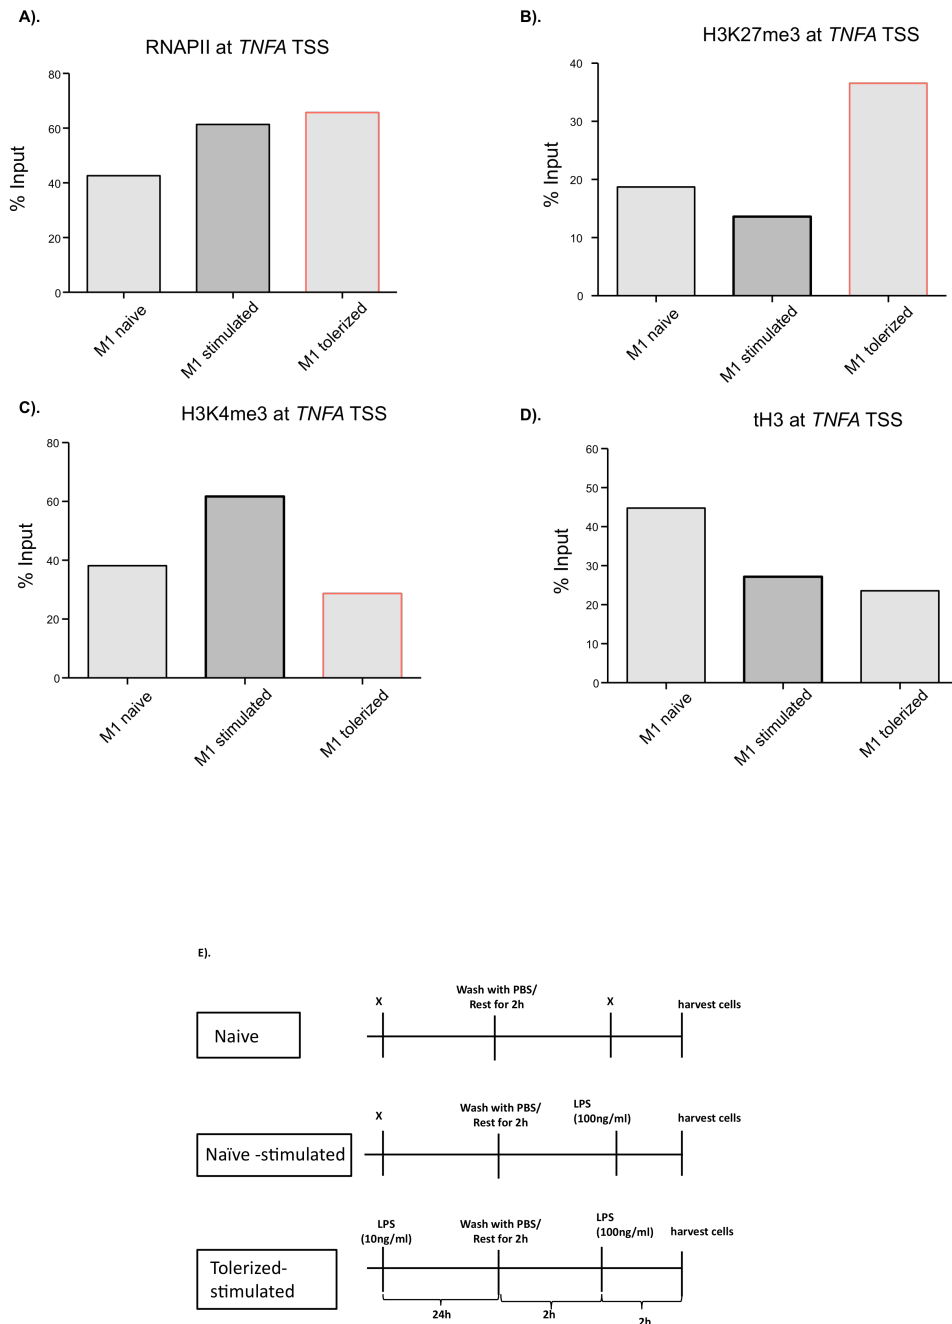 A).
RNAPII at TNFA TSS
% Input
80
60
40
20
0
M1 naive
M1 stimulated
M1 tolerized
B).
H3K27me3 at TNFA TSS
% Input
40
30
20
10
0
M1 naive
M1 stimulated
M1 tolerized
C).
H3K4me3 at TNFA TSS
% Input
80
60
40
20
0
M1 naive
M1 stimulated
M1 tolerized
D).
tH3 at TNFA TSS
% Input
60
50
40
30
20
10
0
M1 naive
M1 stimulated
M1 tolerized
E).
Naive
X
Wash with PBS/
Rest for 2h
X
harvest cells
Naïve -stimulated
X
Wash with PBS/
Rest for 2h
LPS
(100ng/ml)
harvest cells
Tolerized-
stimulated
LPS
(10ng/ml)
Wash with PBS/
Rest for 2h
LPS
(100ng/ml)
harvest cells
24h
2h
2h